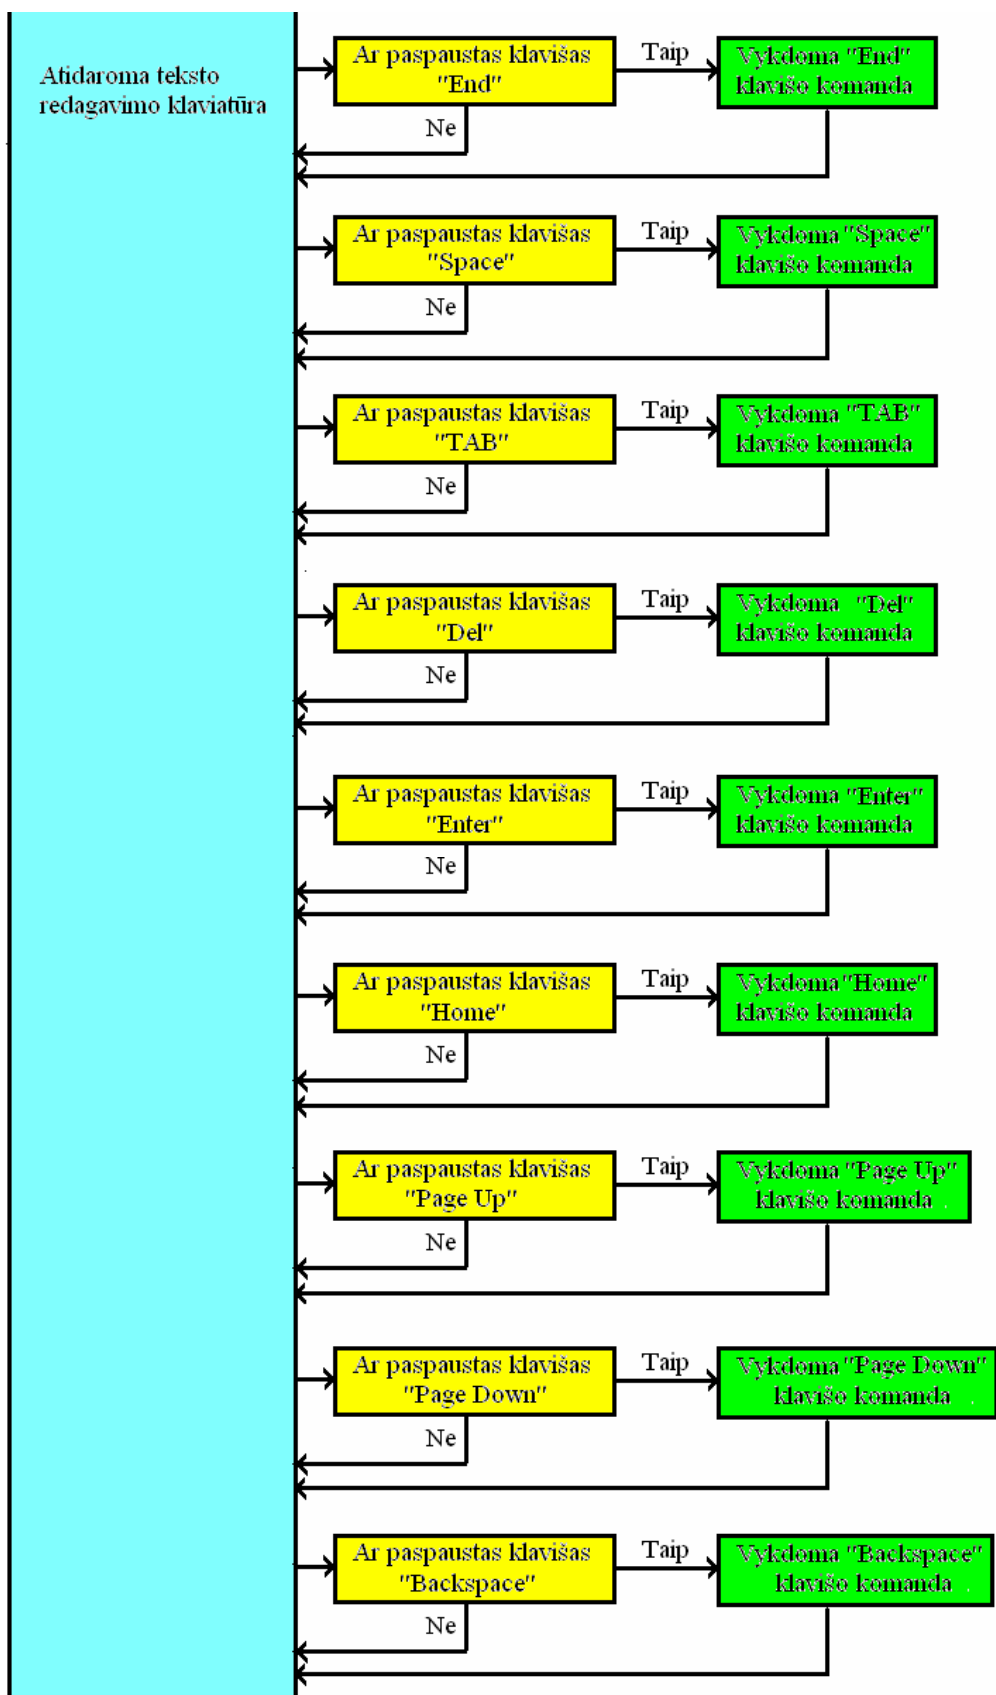 Atidaroma teksto
redagavimo klaviatūra
Ar paspaustas klavišas
"End"
Taip
Vykdoma "End"
klavišo komanda
Ne
Ar paspaustas klavišas
"Space"
Taip
Vykdoma "Space"
klavišo komanda
Ne
Ar paspaustas klavišas
"TAB"
Taip
Vykdoma "TAB"
klavišo komanda
Ne
Ar paspaustas klavišas
"Del"
Taip
Vykdoma "Del"
klavišo komanda
Ne
Ar paspaustas klavišas
"Enter"
Taip
Vykdoma "Enter"
klavišo komanda
Ne
Ar paspaustas klavišas
"Home"
Taip
Vykdoma "Home"
klavišo komanda
Ne
Ar paspaustas klavišas
"Page Up"
Taip
Vykdoma "Page Up"
klavišo komanda
Ne
Ar paspaustas klavišas
"Page Down"
Taip
Vykdoma "Page Down"
klavišo komanda
Ne
Ar paspaustas klavišas
"Backspace"
Taip
Vykdoma "Backspace"
klavišo komanda
Ne